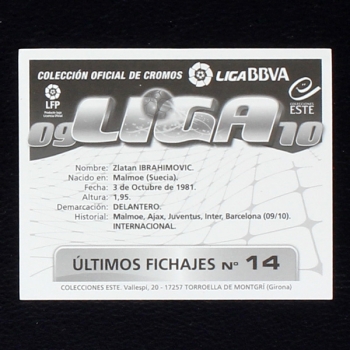 COLECCIÓN OFICIAL DE CROMOS LIGA BBVA
LFP
COLECCIONES
ESTE
09 LIGA 10
Nombre: Zlatan IBRAHIMOVIC.
Nacido en: Malmoe (Suecia).
Fecha: 3 de Octubre de 1981.
Altura: 1,95.
Demarcación: DELANTERO.
Historial: Malmoe, Ajax, Juventus, Inter, Barcelona (09/10).
INTERNACIONAL.
ÚLTIMOS FICHAJES Nº 14
COLECCIONES ESTE. Vallespí, 20 - 17257 TORROELLA DE MONTGRÍ (Girona)